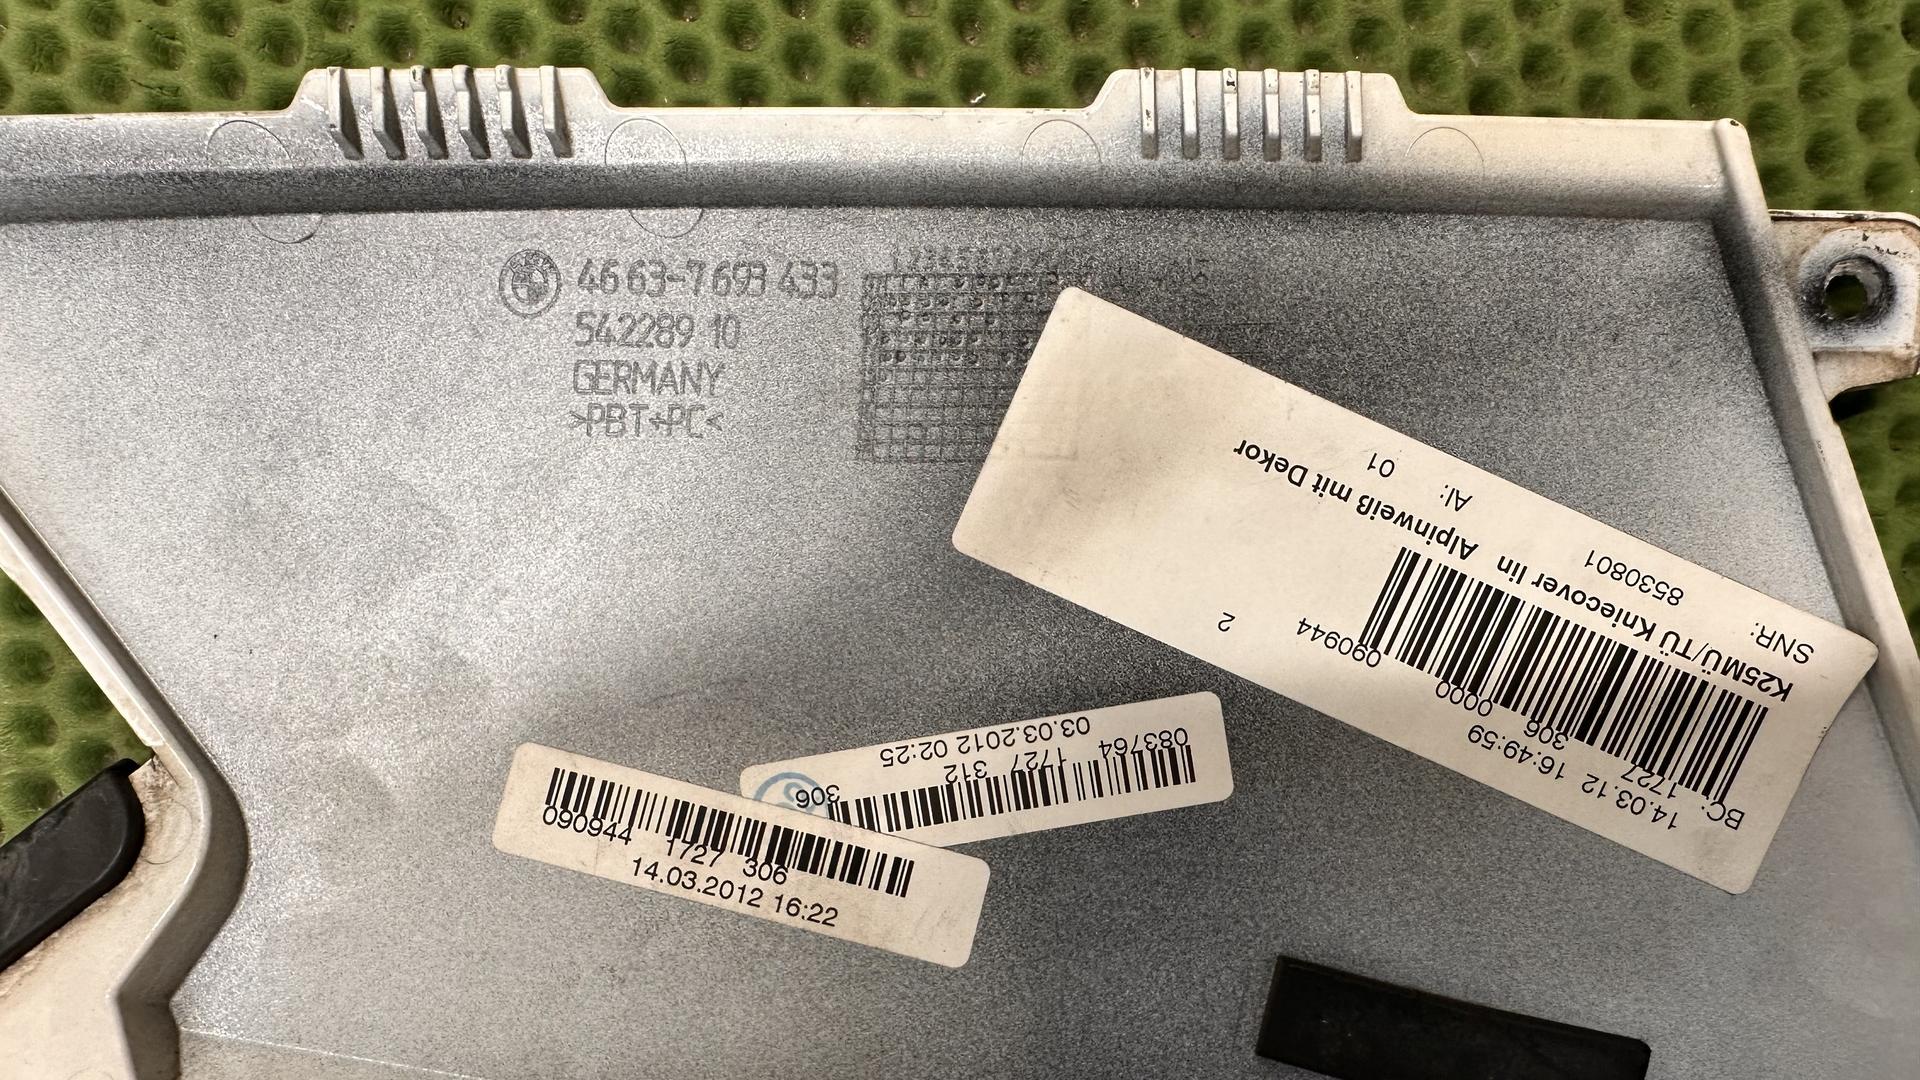 46 63-7 693 433
542289 10
GERMANY
>PBT+PC<
K25MÜ/TÜ Kniecover lin Alpinweiß mit Dekor
SNR: 8530801 AI: 01
BC: 1727 306 0000 090944 2
14.03.12 16:49:59
083764 1727 312 306
03.03.2012 02:25
090944 1727 306
14.03.2012 16:22